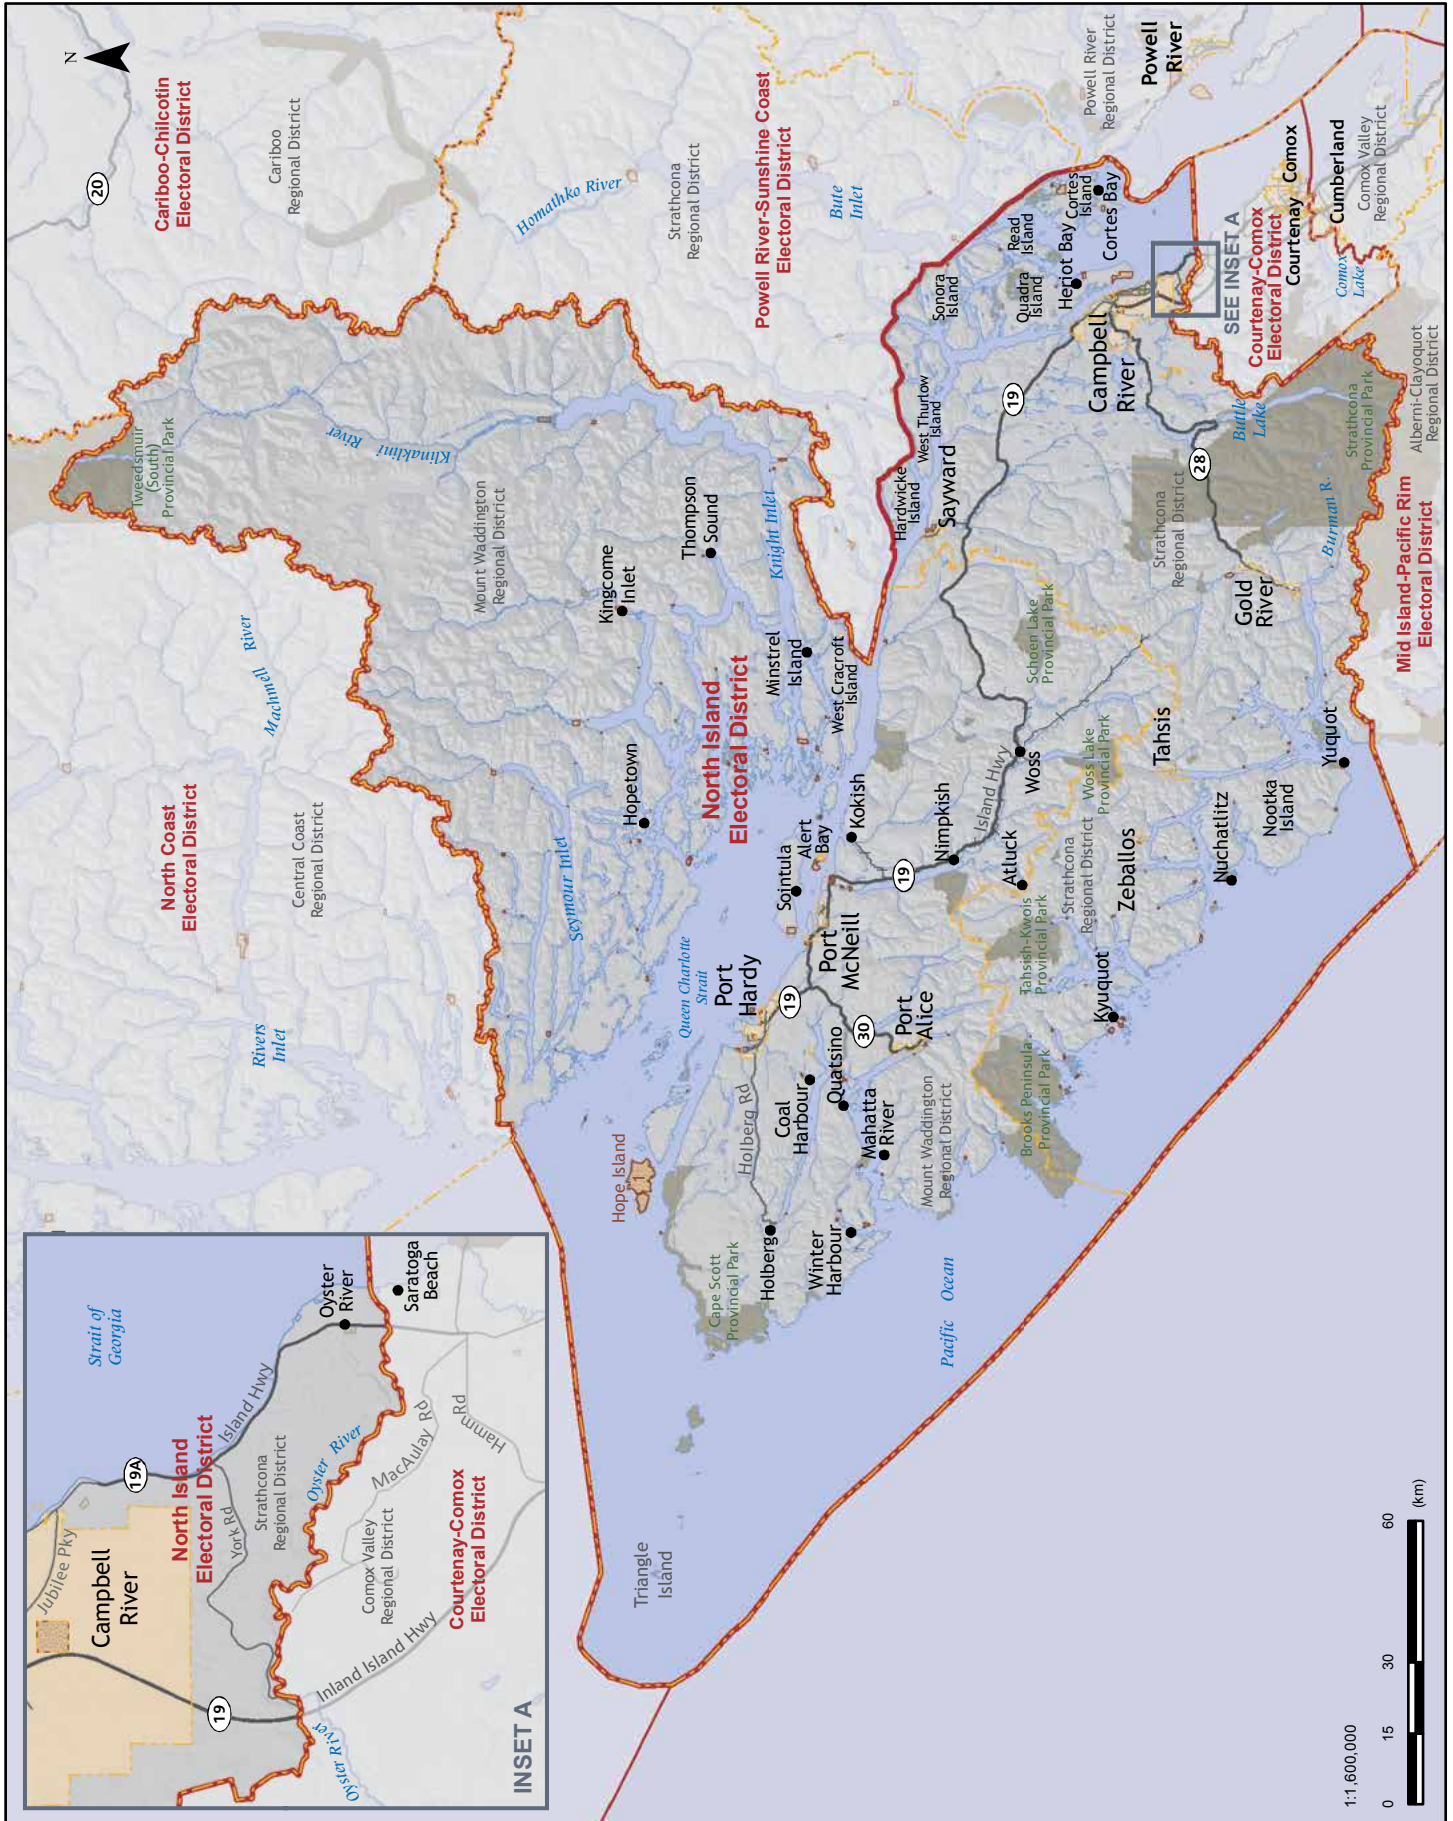 N
20
Cariboo-Chilcotin
Electoral District
Cariboo
Regional District
Homathko River
Strathcona
Regional District
Powell River-Sunshine Coast
Electoral District
Bute
Inlet
Powell River
Regional District
Powell
River
Tweedsmuir
(South)
Provincial Park
Klinaklini
River
Mount Waddington
Regional District
Machmell River
North Coast
Electoral District
Central Coast
Regional District
Rivers
Inlet
Kingcome
Inlet
Thompson
Sound
Knight Inlet
Minstrel
Island
West Cracroft
Island
North Island
Electoral District
Hopetown
Seymour Inlet
Sointula
Alert
Bay
Kokish
Queen Charlotte
Strait
Port
Hardy
Port
McNeill
19
19
Nimpkish
Island Hwy
Woss
30
Port
Alice
Quatsino
Coal
Harbour
Holberg Rd
Mahatta
River
Mount Waddington
Regional District
Hope Island
1
Cape Scott
Provincial Park
Holberg
Winter
Harbour
Pacific Ocean
Triangle
Island
Brooks Peninsula
Provincial Park
Kyuquot
Tahsish-Kwois
Provincial Park
Atluck
Strathcona
Regional District
Zeballos
Woss Lake
Provincial Park
Tahsis
Nuchatlitz
Nootka
Island
Yuquot
Schoen Lake
Provincial Park
Gold
River
Strathcona
Regional District
28
Burman R.
Strathcona
Provincial Park
Buttle
Lake
Mid Island-Pacific Rim
Electoral District
Alberni-Clayoquot
Regional District
Hardwicke
Island
Sayward
West Thurlow
Island
19
Sonora
Island
Read
Island
Quadra
Island
Heriot Bay
Cortes
Island
Cortes Bay
Campbell
River
SEE INSET A
Courtenay-Comox
Electoral District
Courtenay
Comox
Cumberland
Comox Valley
Regional District
Comox
Lake
Strait of
Georgia
Oyster
River
Saratoga
Beach
Island Hwy
19A
North Island
Electoral District
York Rd
Strathcona
Regional District
Oyster River
MacAulay Rd
Hamm Rd
Jubilee Pky
Campbell
River
19
Comox Valley
Regional District
Courtenay-Comox
Electoral District
Inland Island Hwy
Oyster River
INSET A
1:1,600,000
0
15
30
60
(km)